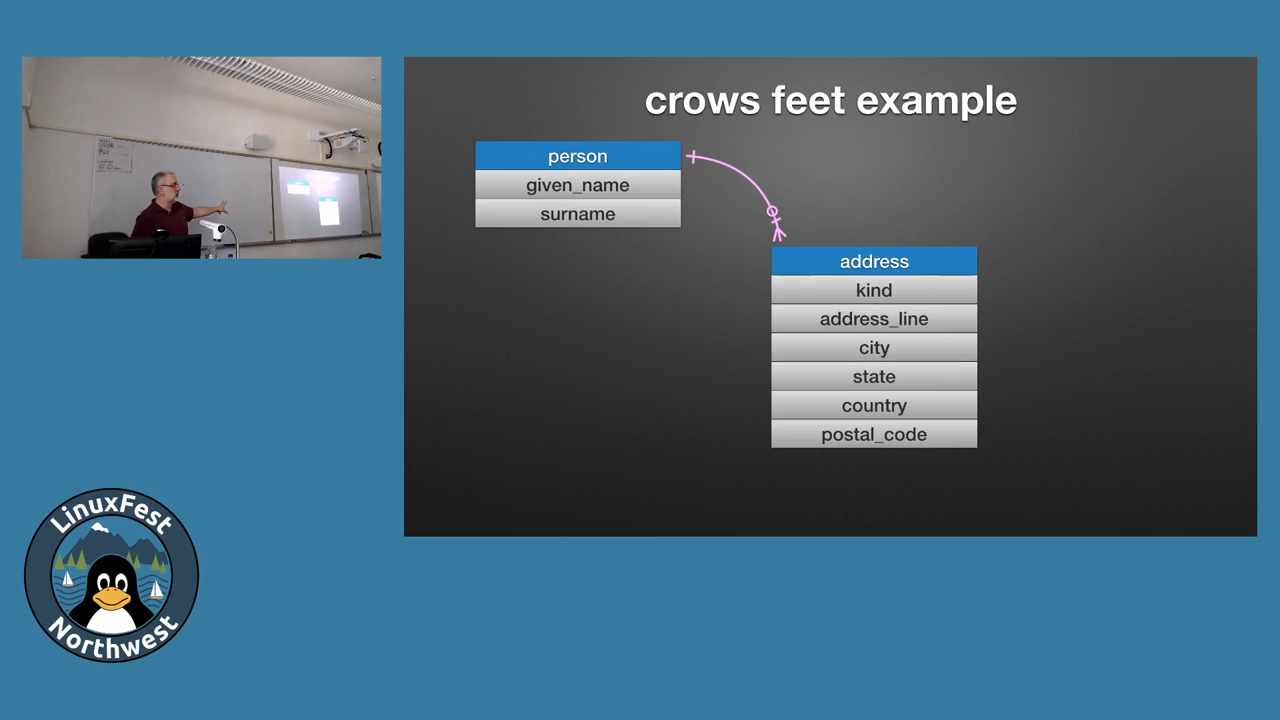 crows feet example
person
given_name
surname
address
kind
address_line
city
state
country
postal_code
LinuxFest
Northwest